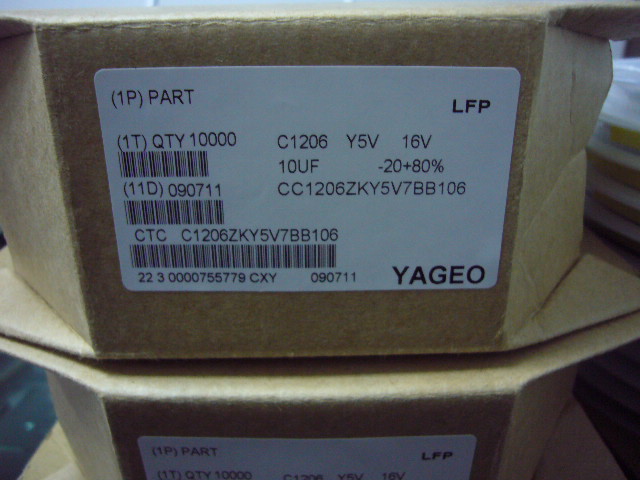 (1P) PART
LFP
(1T) QTY 10000 C1206 Y5V 16V
10UF -20+80%
(11D) 090711 CC1206ZKY5V7BB106
CTC C1206ZKY5V7BB106
22 3 0000755779 CXY 090711 YAGEO
(1P) PART
LFP
(1T) QTY 10000 C1206 Y5V 16V